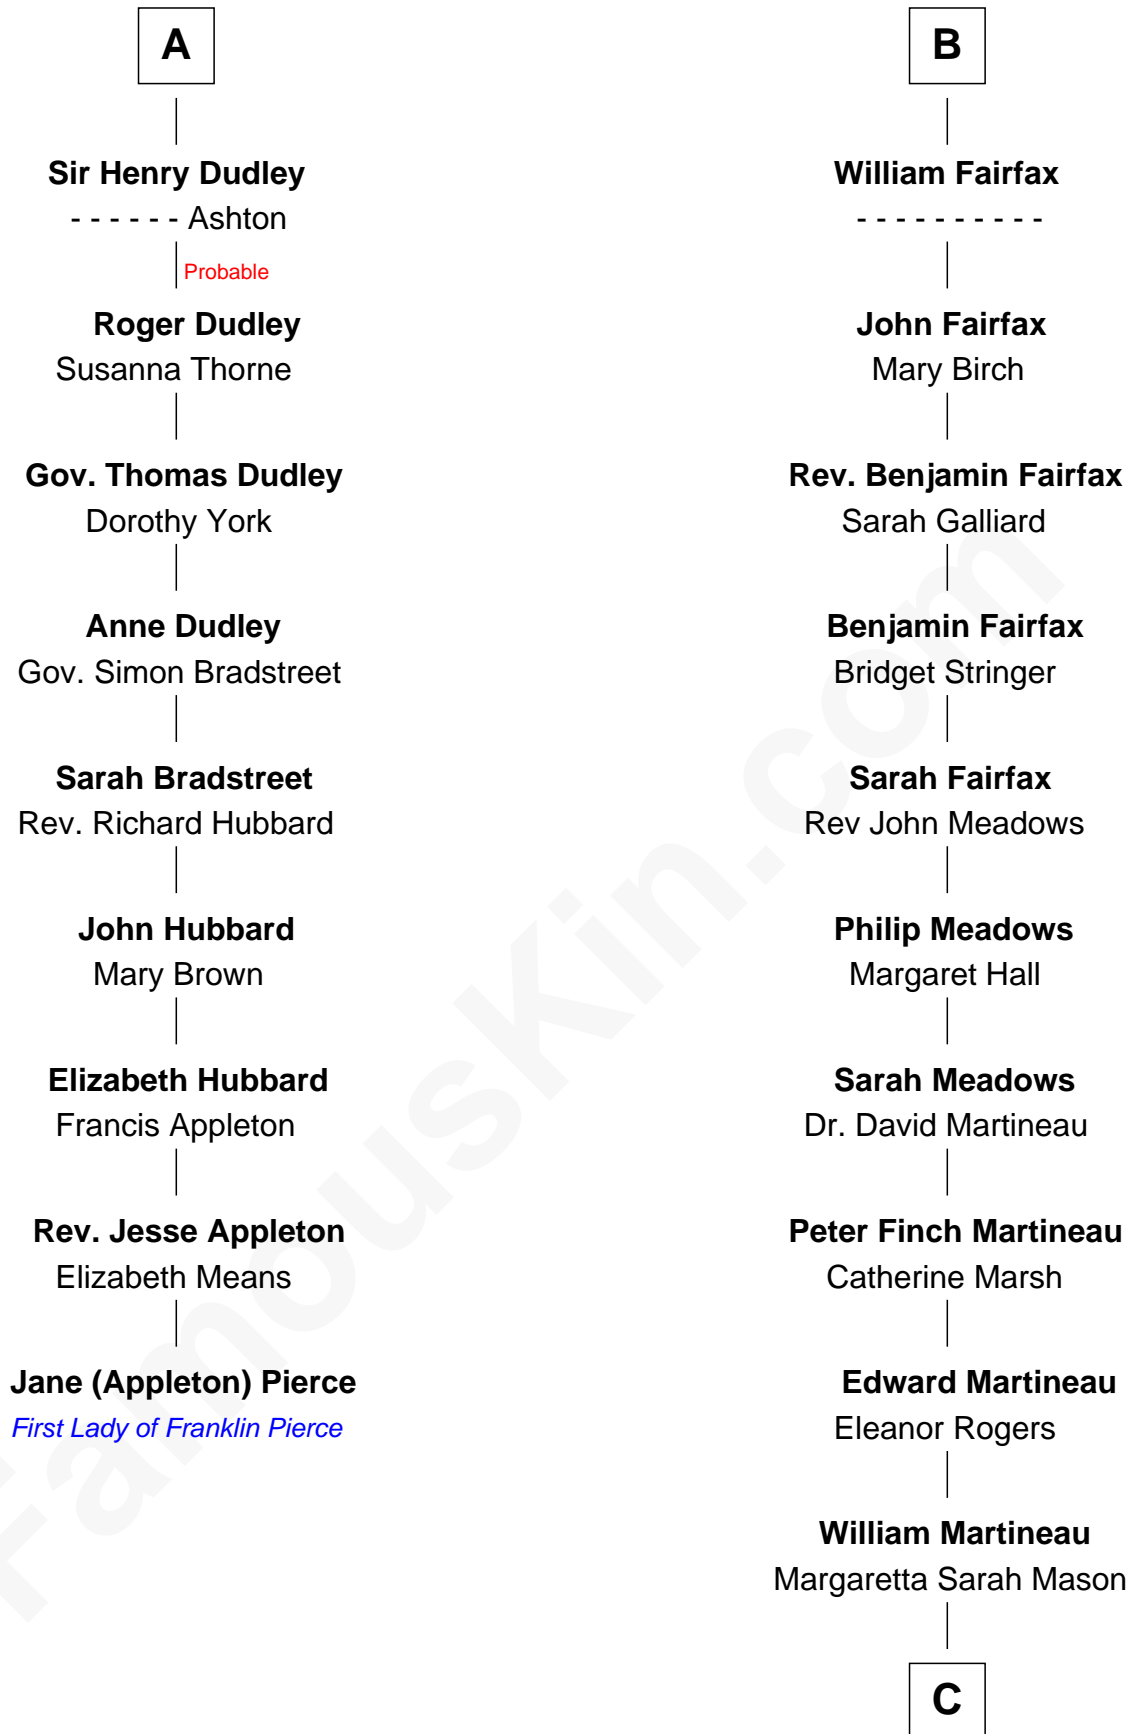 A
Sir Henry Dudley
- - - - - - Ashton
Probable
Roger Dudley
Susanna Thorne
Gov. Thomas Dudley
Dorothy York
Anne Dudley
Gov. Simon Bradstreet
Sarah Bradstreet
Rev. Richard Hubbard
John Hubbard
Mary Brown
Elizabeth Hubbard
Francis Appleton
Rev. Jesse Appleton
Elizabeth Means
Jane (Appleton) Pierce
First Lady of Franklin Pierce
B
William Fairfax
- - - - - - - - - -
John Fairfax
Mary Birch
Rev. Benjamin Fairfax
Sarah Galliard
Benjamin Fairfax
Bridget Stringer
Sarah Fairfax
Rev John Meadows
Philip Meadows
Margaret Hall
Sarah Meadows
Dr. David Martineau
Peter Finch Martineau
Catherine Marsh
Edward Martineau
Eleanor Rogers
William Martineau
Margaretta Sarah Mason
C
FamousKin.com